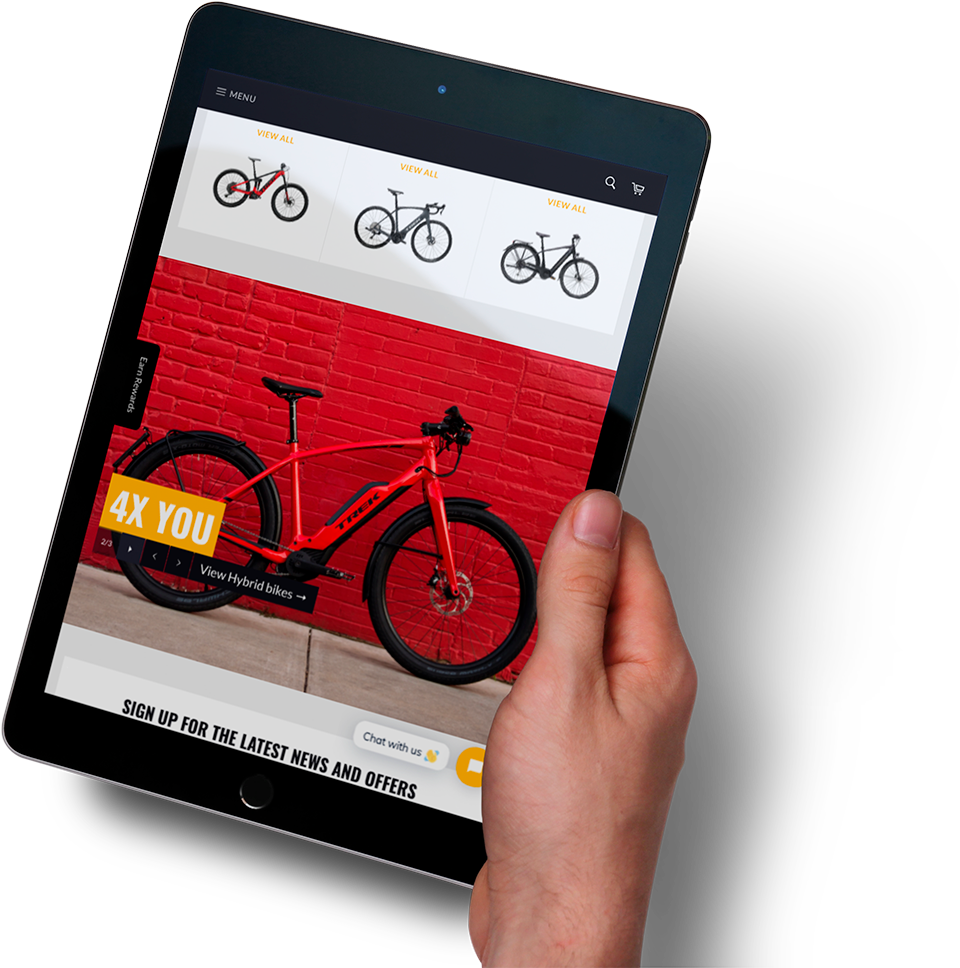 MENU
VIEW ALL
VIEW ALL
VIEW ALL
Earn Rewards
TREK
4X YOU
2/3
View Hybrid bikes →
SIGN UP FOR THE LATEST NEWS AND OFFERS
Chat with us 👋